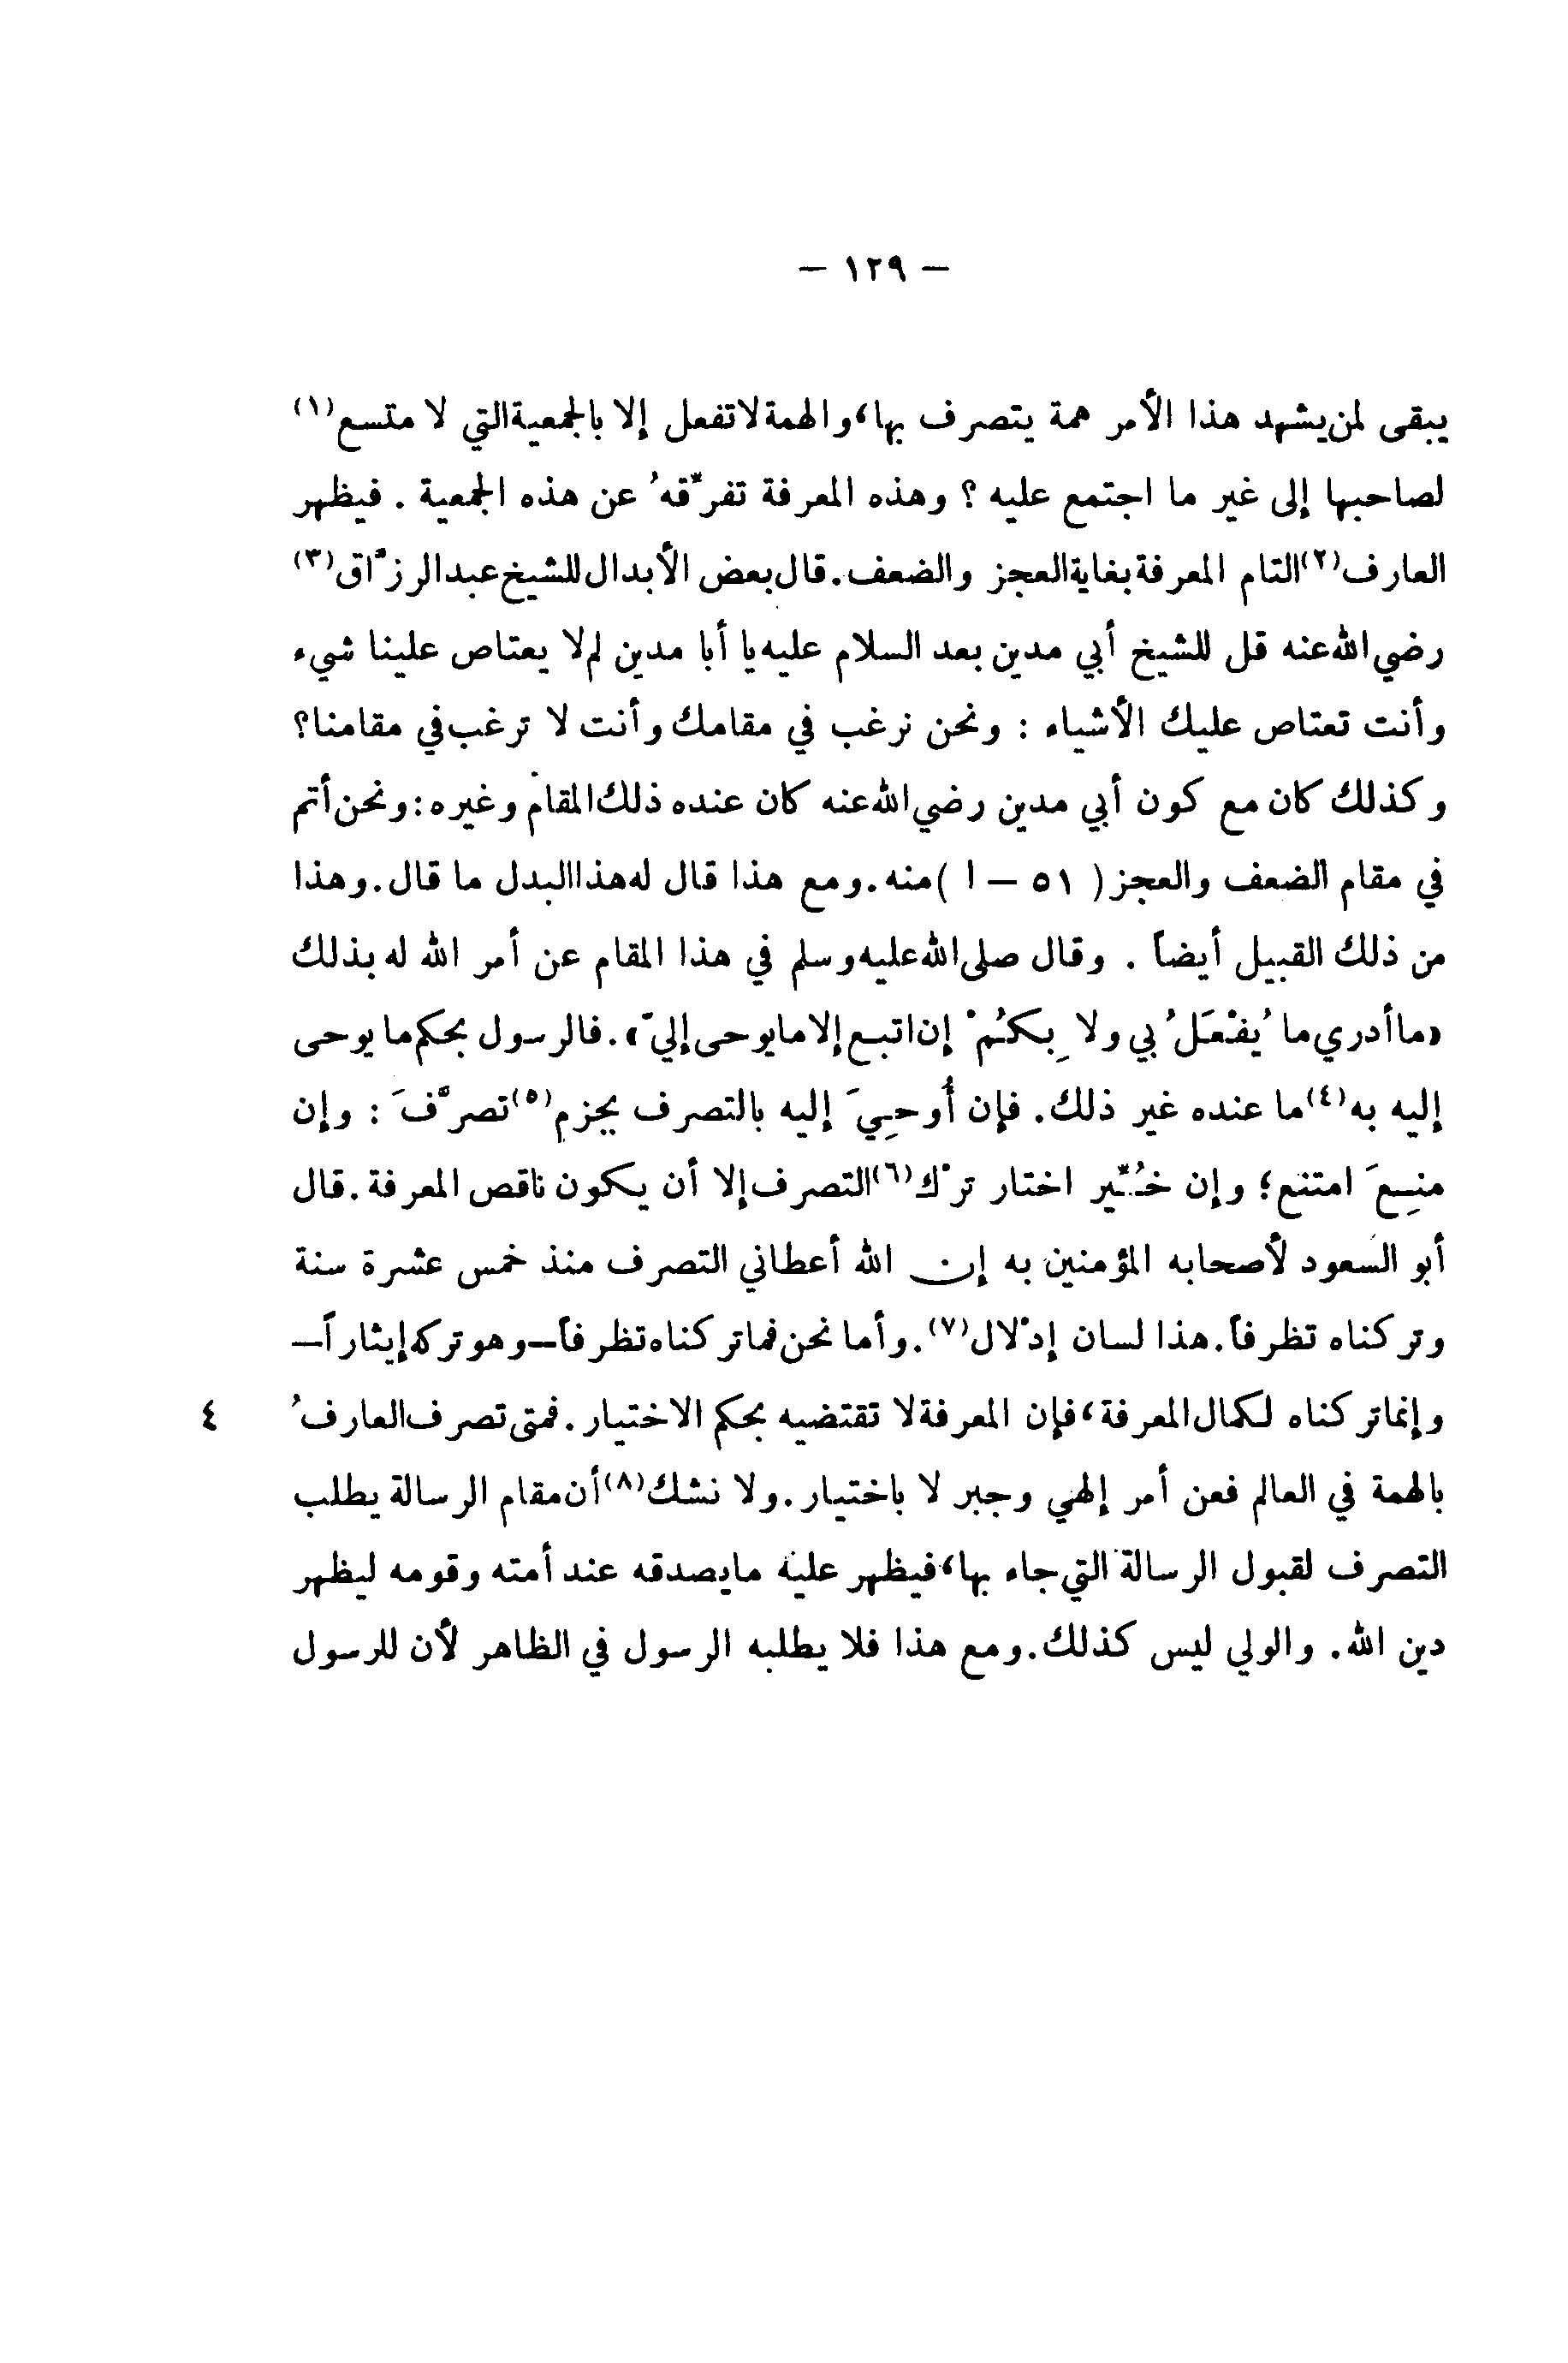 – ١٢٩ –
يبقى لمن يشهد هذا الأمر همة يتصرف بها، والهمة لا تفعل إلا بالجمعية التي لا متسع(١)
لصاحبها إلى غير ما اجتمع عليه ؟ وهذه المعرفة تفرِّقهُ عن هذه الجمعية . فيظهر
العارف(٢) التام المعرفة بغاية العجز والضعف. قال بعض الأبدال للشيخ عبد الرزَّاق(٣)
رضي الله عنه قل للشيخ أبي مدين بعد السلام عليه يا أبا مدين لم لا يعتاص علينا شيء
وأنت تعتاص عليك الأشياء : ونحن نرغب في مقامك وأنت لا ترغب في مقامنا؟
وكذلك كان مع كون أبي مدين رضي الله عنه كان عنده ذلك المقام وغيره: ونحن أتم
في مقام الضعف والعجز ( ٥١ – ا ) منه. ومع هذا قال له هذا البدل ما قال. وهذا
من ذلك القبيل أيضاً . وقال صلى الله عليه وسلم في هذا المقام عن أمر الله له بذلك
«ما أدري ما يُفْعَلُ بي ولا بِكُمْ إن اتبع إلا ما يوحى إليَّ». فالرسول بحكم ما يوحى
إليه به(٤) ما عنده غير ذلك. فإن أُوحِيَ إليه بالتصرف بجزم(٥) تصرَّفَ : وإن
مُنِعَ امتنع؛ وإن خُيِّر اختار ترْك(٦) التصرف إلا أن يكون ناقص المعرفة. قال
أبو السعود لأصحابه المؤمنين به إن الله أعطاني التصرف منذ خمس عشرة سنة
وتركناه تظرفاً. هذا لسان إدْلال(٧). وأما نحن فما تركناه تظرفاً – وهو تركه إيثاراً –
وإنما تركناه لكمال المعرفة، فإن المعرفة لا تقتضيه بحكم الاختيار. فمتى تصرف العارفُ ٤
بالهمة في العالم فعن أمر إلهي وجبر لا باختيار. ولا نشك(٨) أن مقام الرسالة يطلب
التصرف لقبول الرسالة التي جاء بها، فيظهر عليه ما يصدقه عند أمته وقومه ليظهر
دين الله. والولي ليس كذلك. ومع هذا فلا يطلبه الرسول في الظاهر لأن للرسول